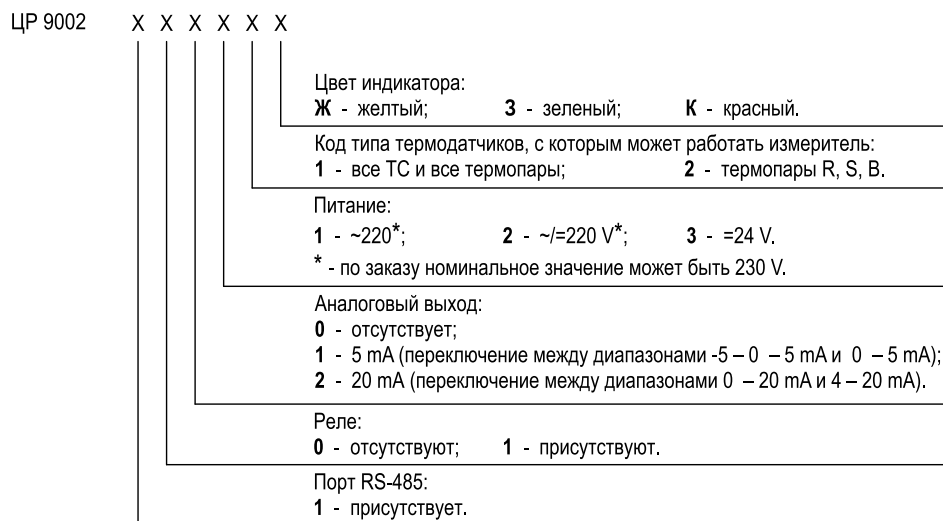 ЦР 9002 X X X X X X
Цвет индикатора:
Ж - желтый; З - зеленый; К - красный.
Код типа термодатчиков, с которым может работать измеритель:
1 - все ТС и все термопары; 2 - термопары R, S, B.
Питание:
1 - ~220*; 2 - ~/=220 V*; 3 - =24 V.
* - по заказу номинальное значение может быть 230 V.
Аналоговый выход:
0 - отсутствует;
1 - 5 mA (переключение между диапазонами -5 – 0 – 5 mA и 0 – 5 mA);
2 - 20 mA (переключение между диапазонами 0 – 20 mA и 4 – 20 mA).
Реле:
0 - отсутствуют; 1 - присутствуют.
Порт RS-485:
1 - присутствует.